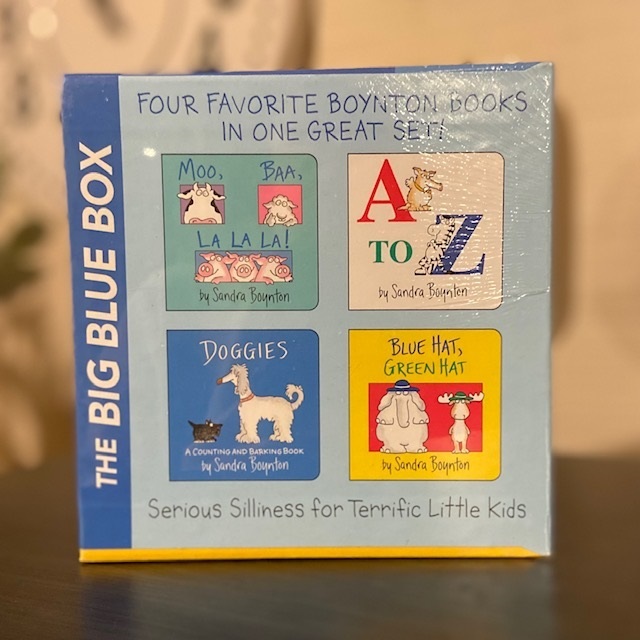 THE BIG BLUE BOX
FOUR FAVORITE BOYNTON BOOKS
IN ONE GREAT SET!
MOO, BAA,
LA LA LA!
by Sandra Boynton
A
TO
Z
by Sandra Boynton
DOGGIES
A COUNTING AND BARKING BOOK
by Sandra Boynton
BLUE HAT,
GREEN HAT
by Sandra Boynton
Serious Silliness for Terrific Little Kids